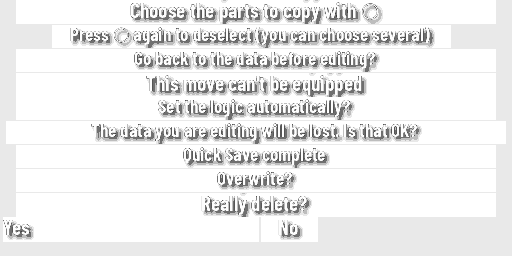 Choose the parts to copy with ○
Press ○ again to deselect (you can choose several)
Go back to the data before editing?
This move can't be equipped
Set the logic automatically?
The data you are editing will be lost. Is that OK?
Quick Save complete
Overwrite?
Really delete?
Yes No